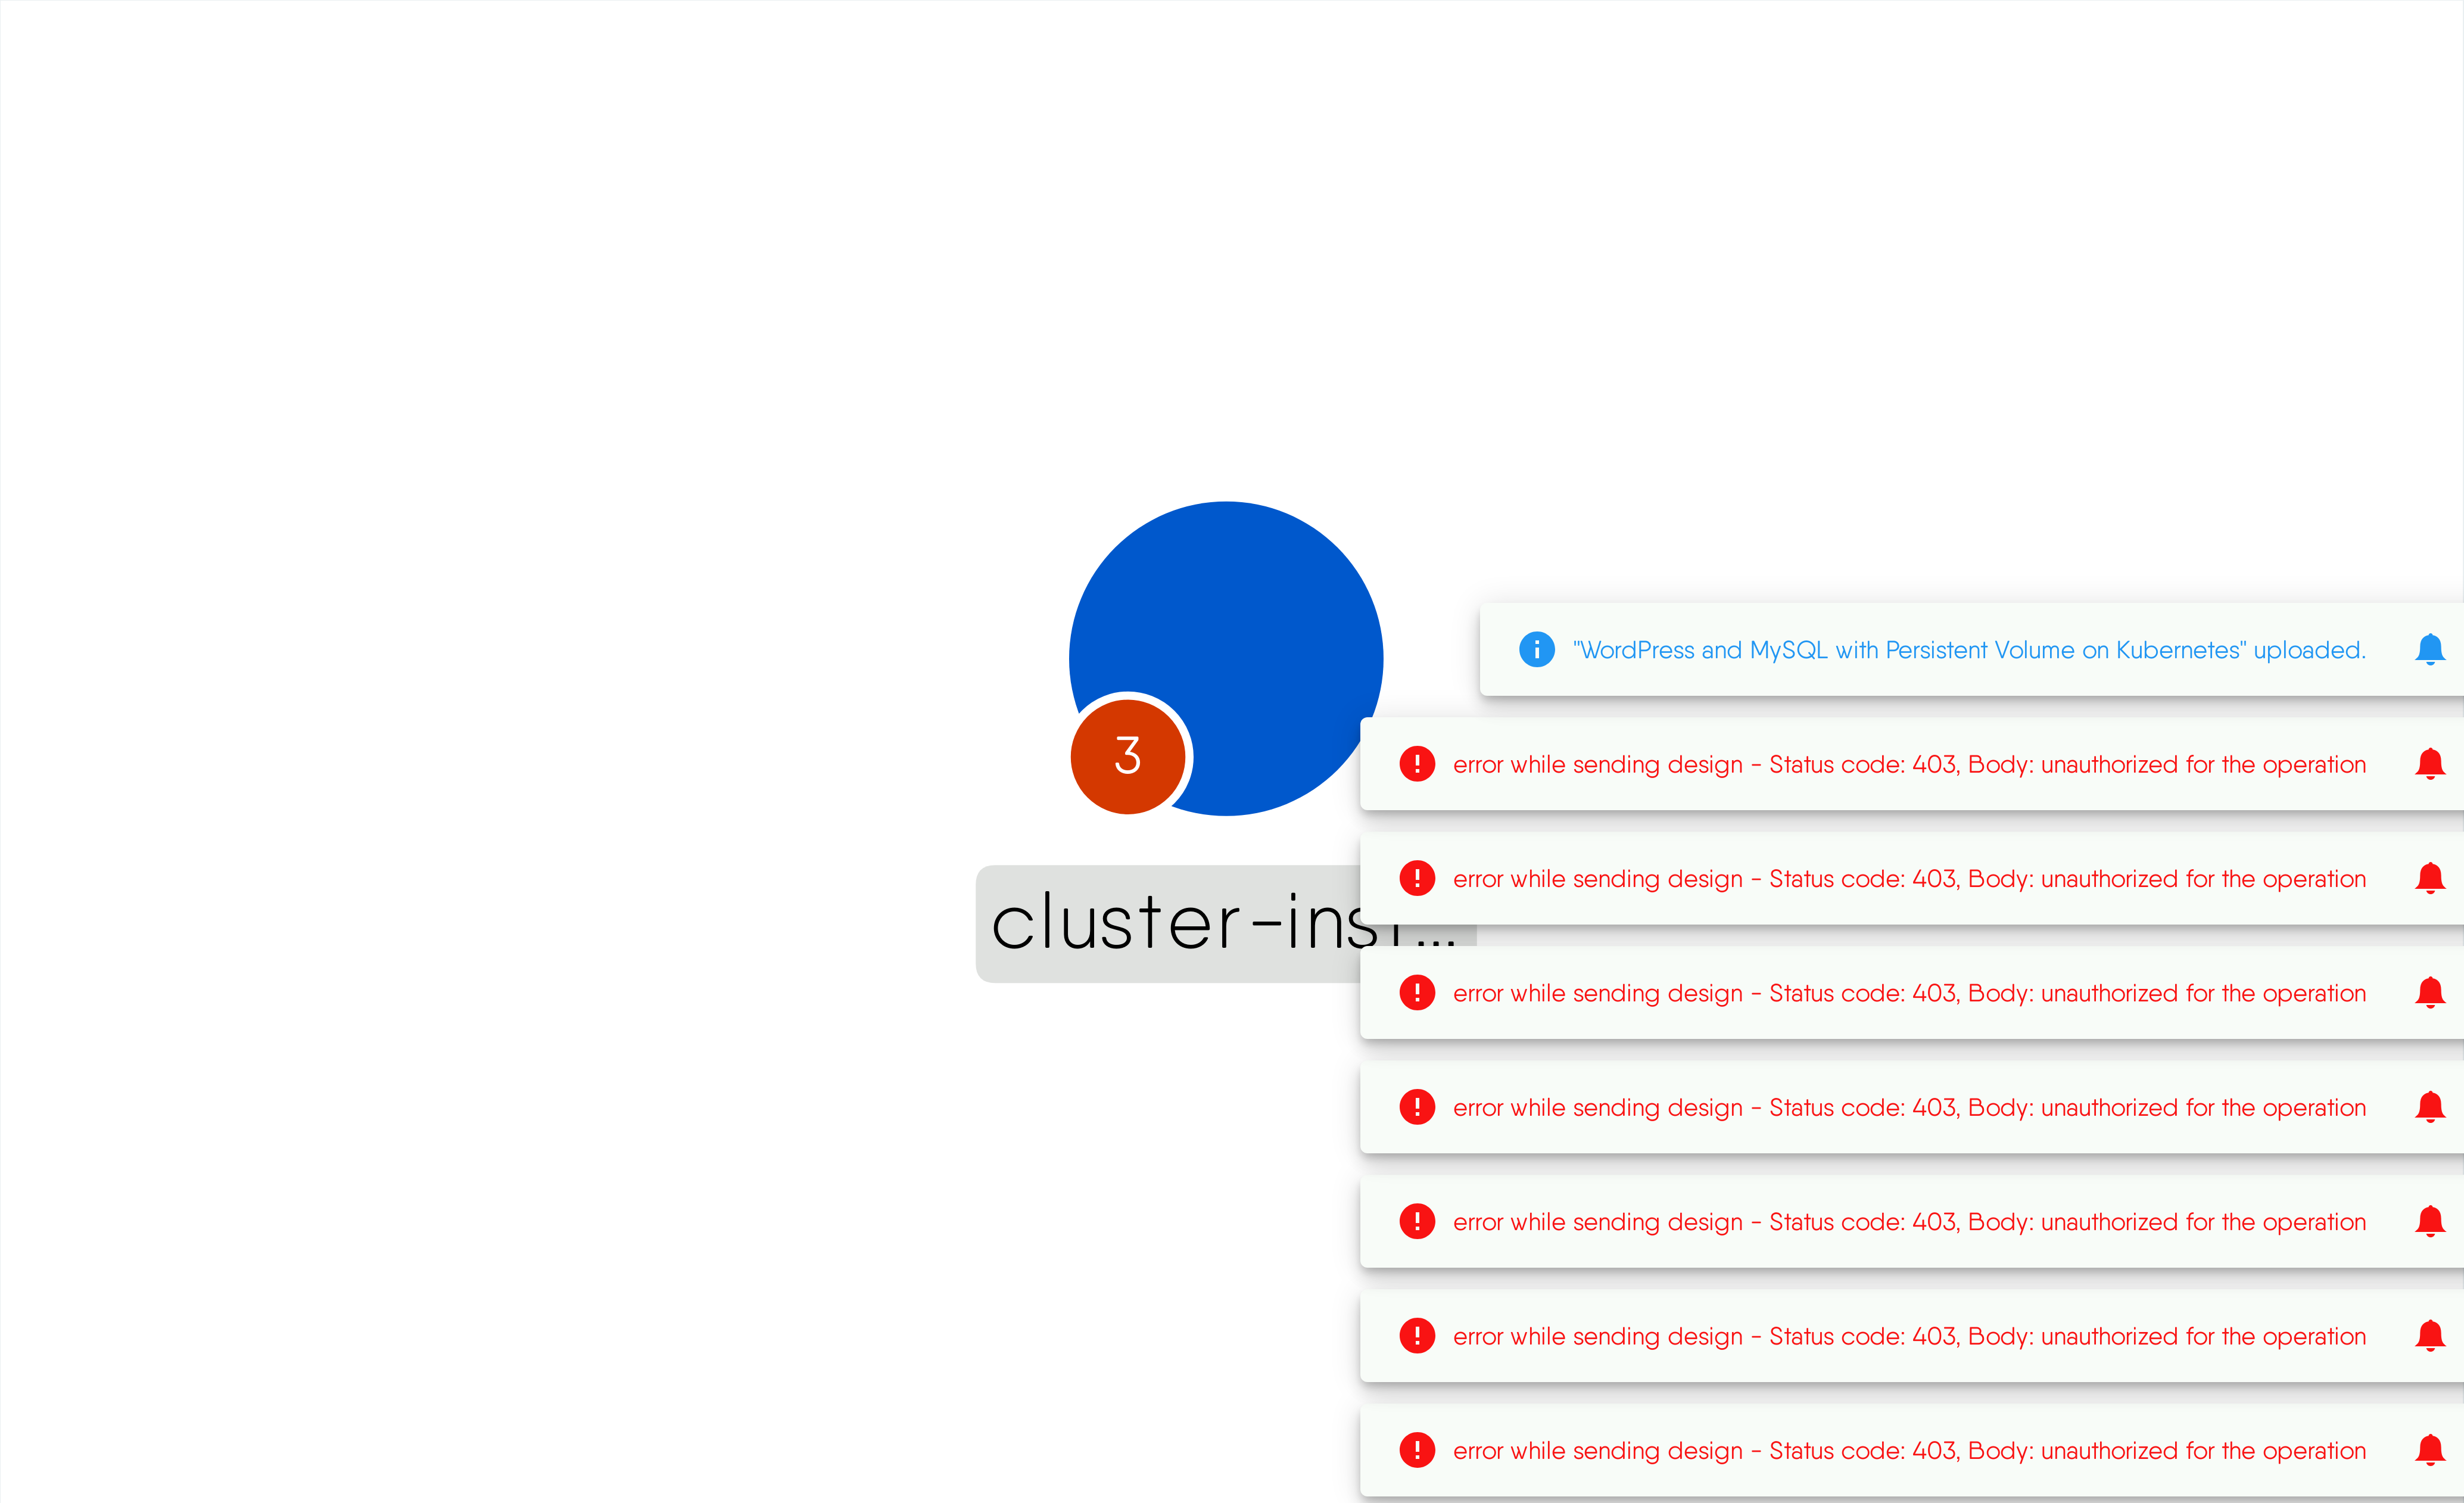 3
cluster-inst...
"WordPress and MySQL with Persistent Volume on Kubernetes" uploaded.
error while sending design - Status code: 403, Body: unauthorized for the operation
error while sending design - Status code: 403, Body: unauthorized for the operation
error while sending design - Status code: 403, Body: unauthorized for the operation
error while sending design - Status code: 403, Body: unauthorized for the operation
error while sending design - Status code: 403, Body: unauthorized for the operation
error while sending design - Status code: 403, Body: unauthorized for the operation
error while sending design - Status code: 403, Body: unauthorized for the operation